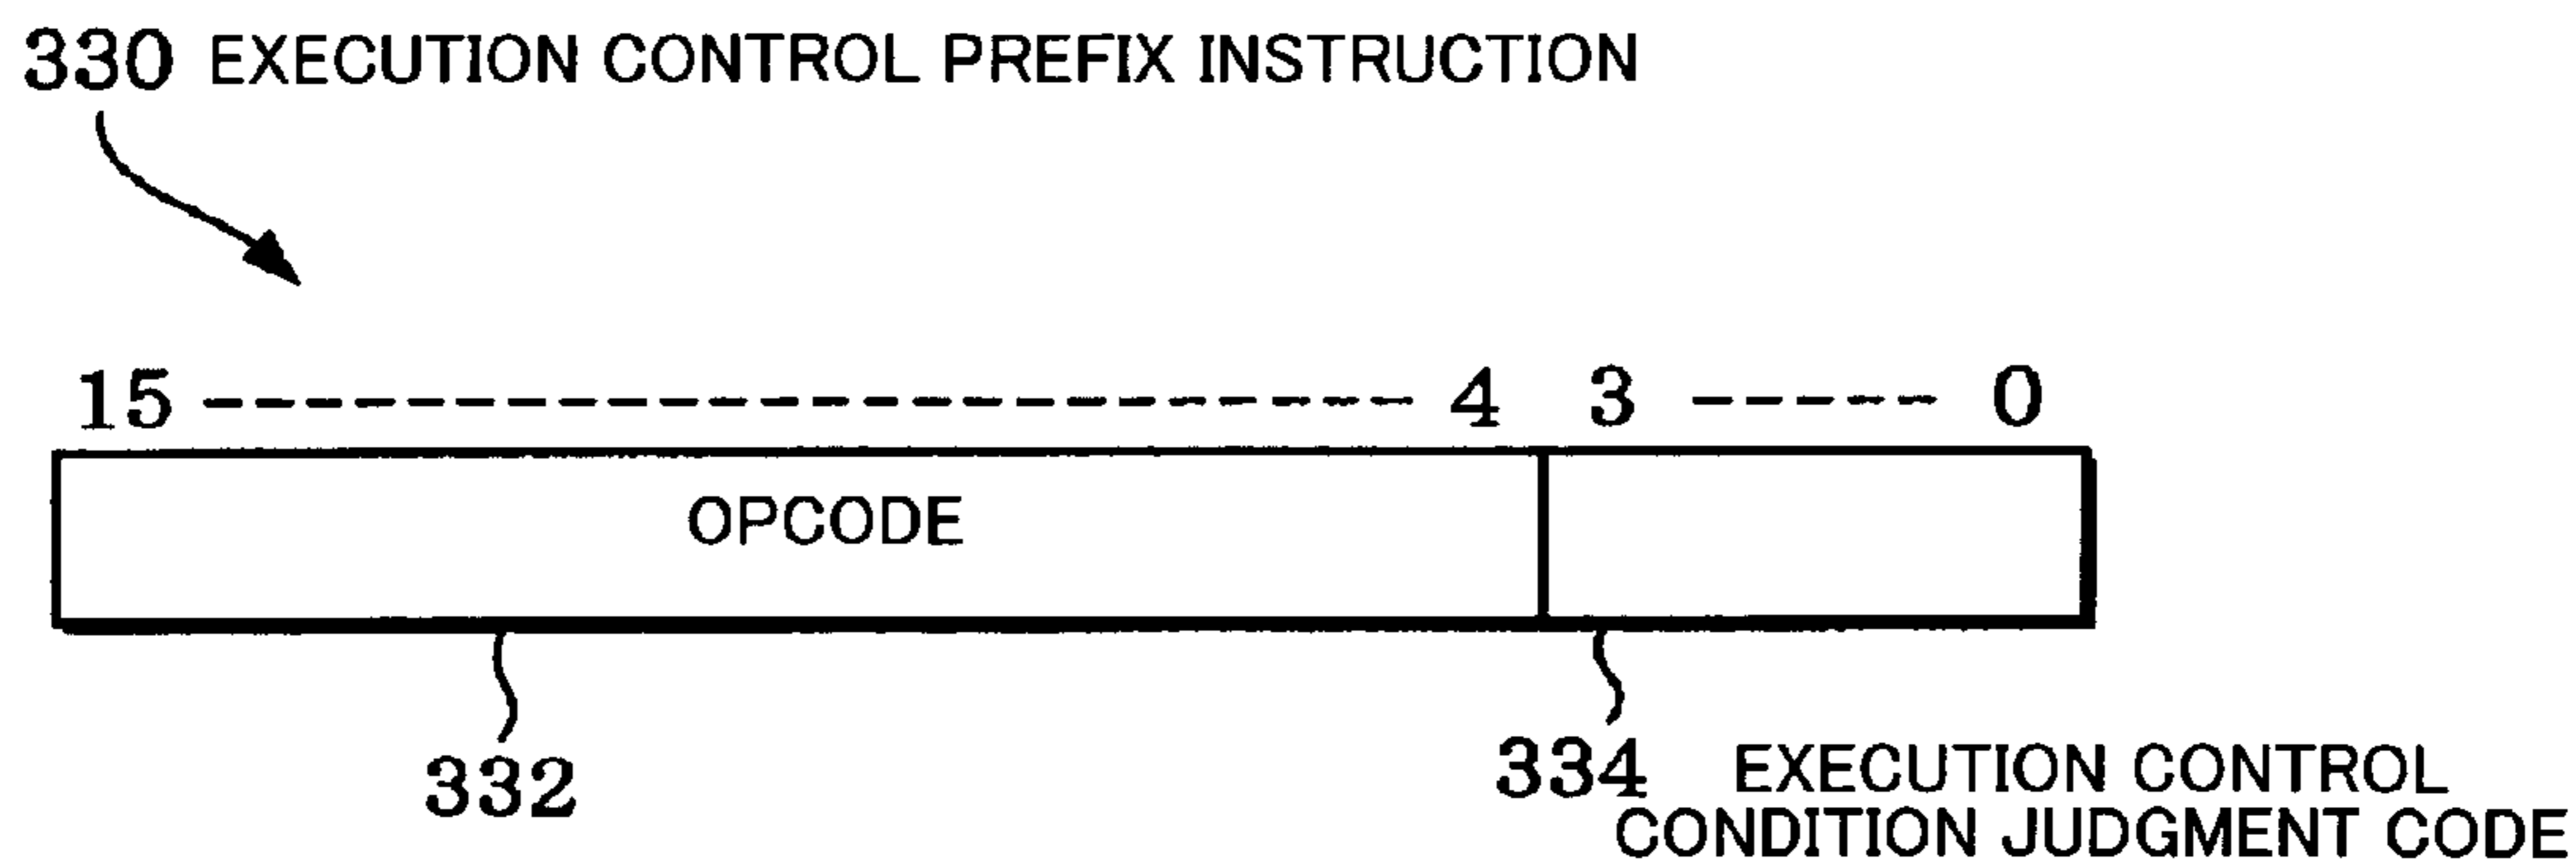 330 EXECUTION CONTROL PREFIX INSTRUCTION
15 4 3 0
OPCODE
332
334 EXECUTION CONTROL
CONDITION JUDGMENT CODE